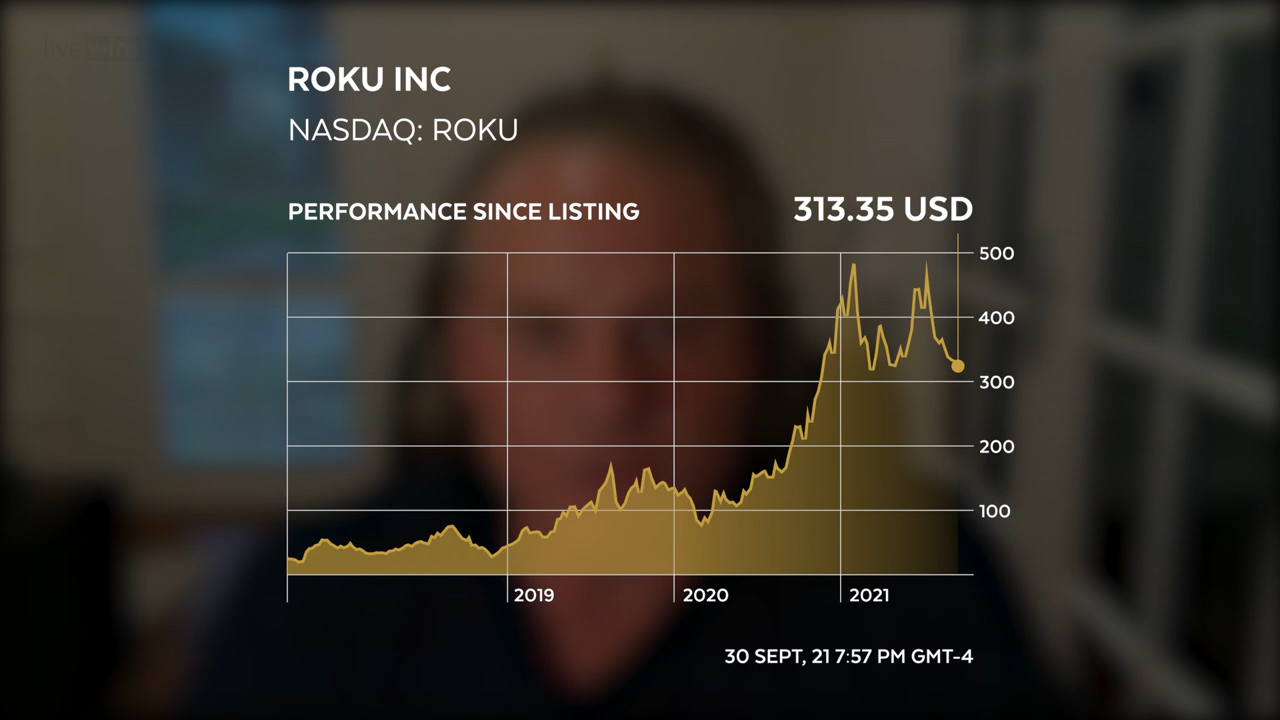 ROKU INC
NASDAQ: ROKU
PERFORMANCE SINCE LISTING
313.35 USD
500
400
300
200
100
2019 2020 2021
30 SEPT, 21 7:57 PM GMT-4